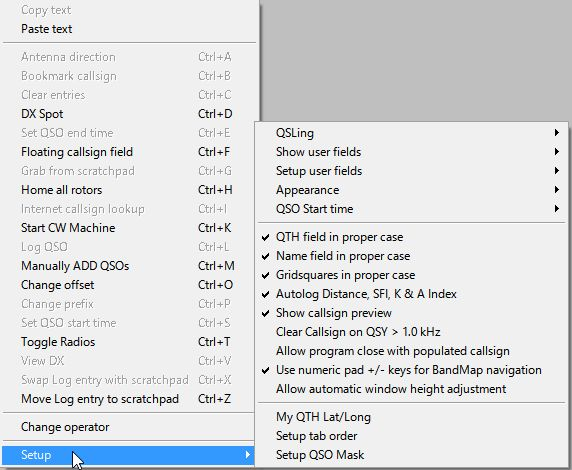 Copy text
Paste text
Antenna direction Ctrl+A
Bookmark callsign Ctrl+B
Clear entries Ctrl+C
DX Spot Ctrl+D
Set QSO end time Ctrl+E
Floating callsign field Ctrl+F
Grab from scratchpad Ctrl+G
Home all rotors Ctrl+H
Internet callsign lookup Ctrl+I
Start CW Machine Ctrl+K
Log QSO Ctrl+L
Manually ADD QSOs Ctrl+M
Change offset Ctrl+O
Change prefix Ctrl+P
Set QSO start time Ctrl+S
Toggle Radios Ctrl+T
View DX Ctrl+V
Swap Log entry with scratchpad Ctrl+X
Move Log entry to scratchpad Ctrl+Z
Change operator
Setup
QSLing
Show user fields
Setup user fields
Appearance
QSO Start time
QTH field in proper case
Name field in proper case
Gridsquares in proper case
Autolog Distance, SFI, K & A Index
Show callsign preview
Clear Callsign on QSY > 1.0 kHz
Allow program close with populated callsign
Use numeric pad +/- keys for BandMap navigation
Allow automatic window height adjustment
My QTH Lat/Long
Setup tab order
Setup QSO Mask